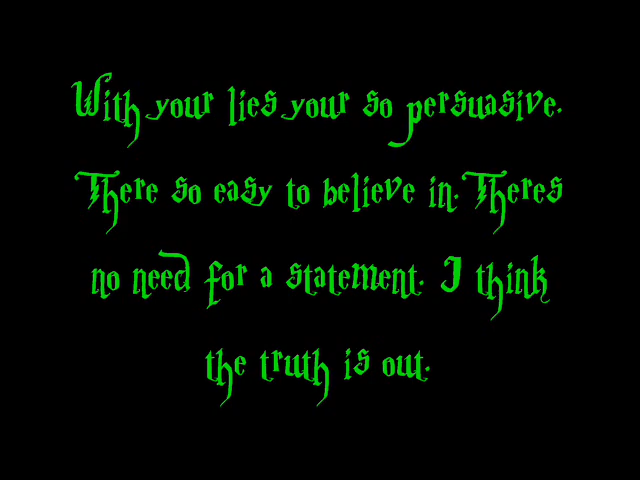 With your lies your so persuasive.
There so easy to believe in. Theres
no need for a statement. I think
the truth is out.